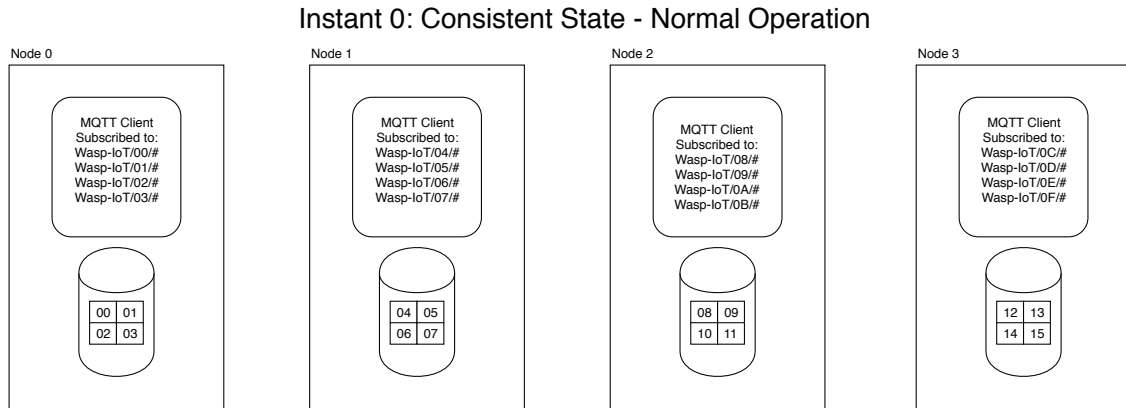 Instant 0: Consistent State - Normal Operation
Node 0
MQTT Client
Subscribed to:
Wasp-IoT/00/#
Wasp-IoT/01/#
Wasp-IoT/02/#
Wasp-IoT/03/#
00 01
02 03
Node 1
MQTT Client
Subscribed to:
Wasp-IoT/04/#
Wasp-IoT/05/#
Wasp-IoT/06/#
Wasp-IoT/07/#
04 05
06 07
Node 2
MQTT Client
Subscribed to:
Wasp-IoT/08/#
Wasp-IoT/09/#
Wasp-IoT/0A/#
Wasp-IoT/0B/#
08 09
10 11
Node 3
MQTT Client
Subscribed to:
Wasp-IoT/0C/#
Wasp-IoT/0D/#
Wasp-IoT/0E/#
Wasp-IoT/0F/#
12 13
14 15